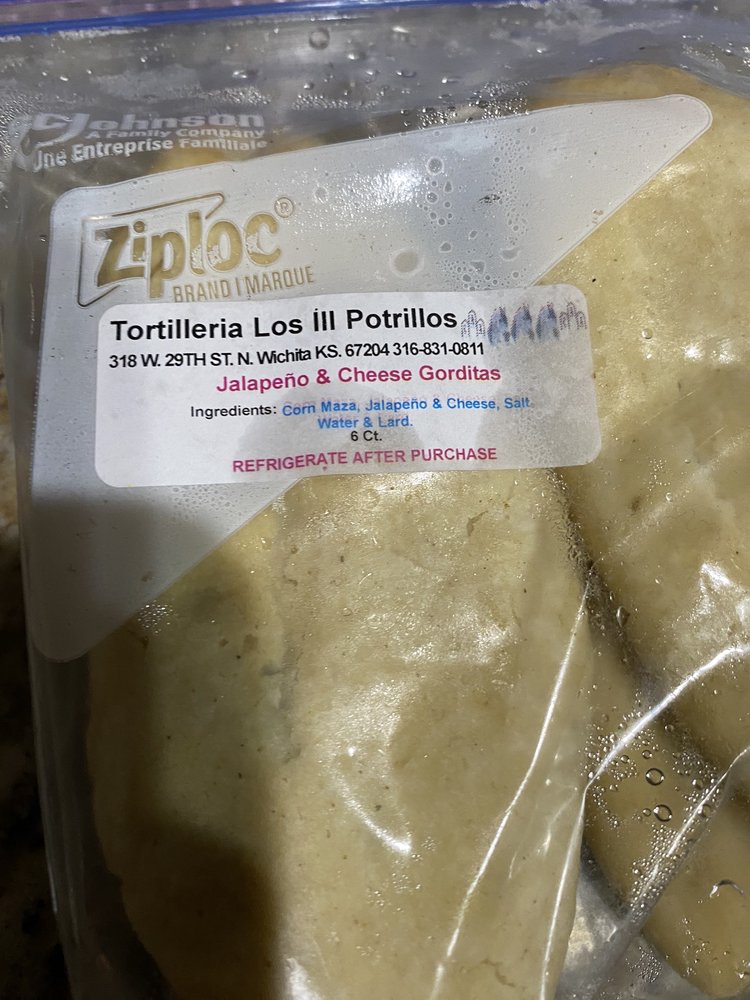 Johnson
A Family Company
Une Entreprise Familiale
Ziploc®
BRAND | MARQUE
Tortilleria Los III Potrillos
318 W. 29TH ST. N. Wichita KS. 67204 316-831-0811
Jalapeño & Cheese Gorditas
Ingredients: Corn Maza, Jalapeño & Cheese, Salt.
Water & Lard.
6 Ct.
REFRIGERATE AFTER PURCHASE